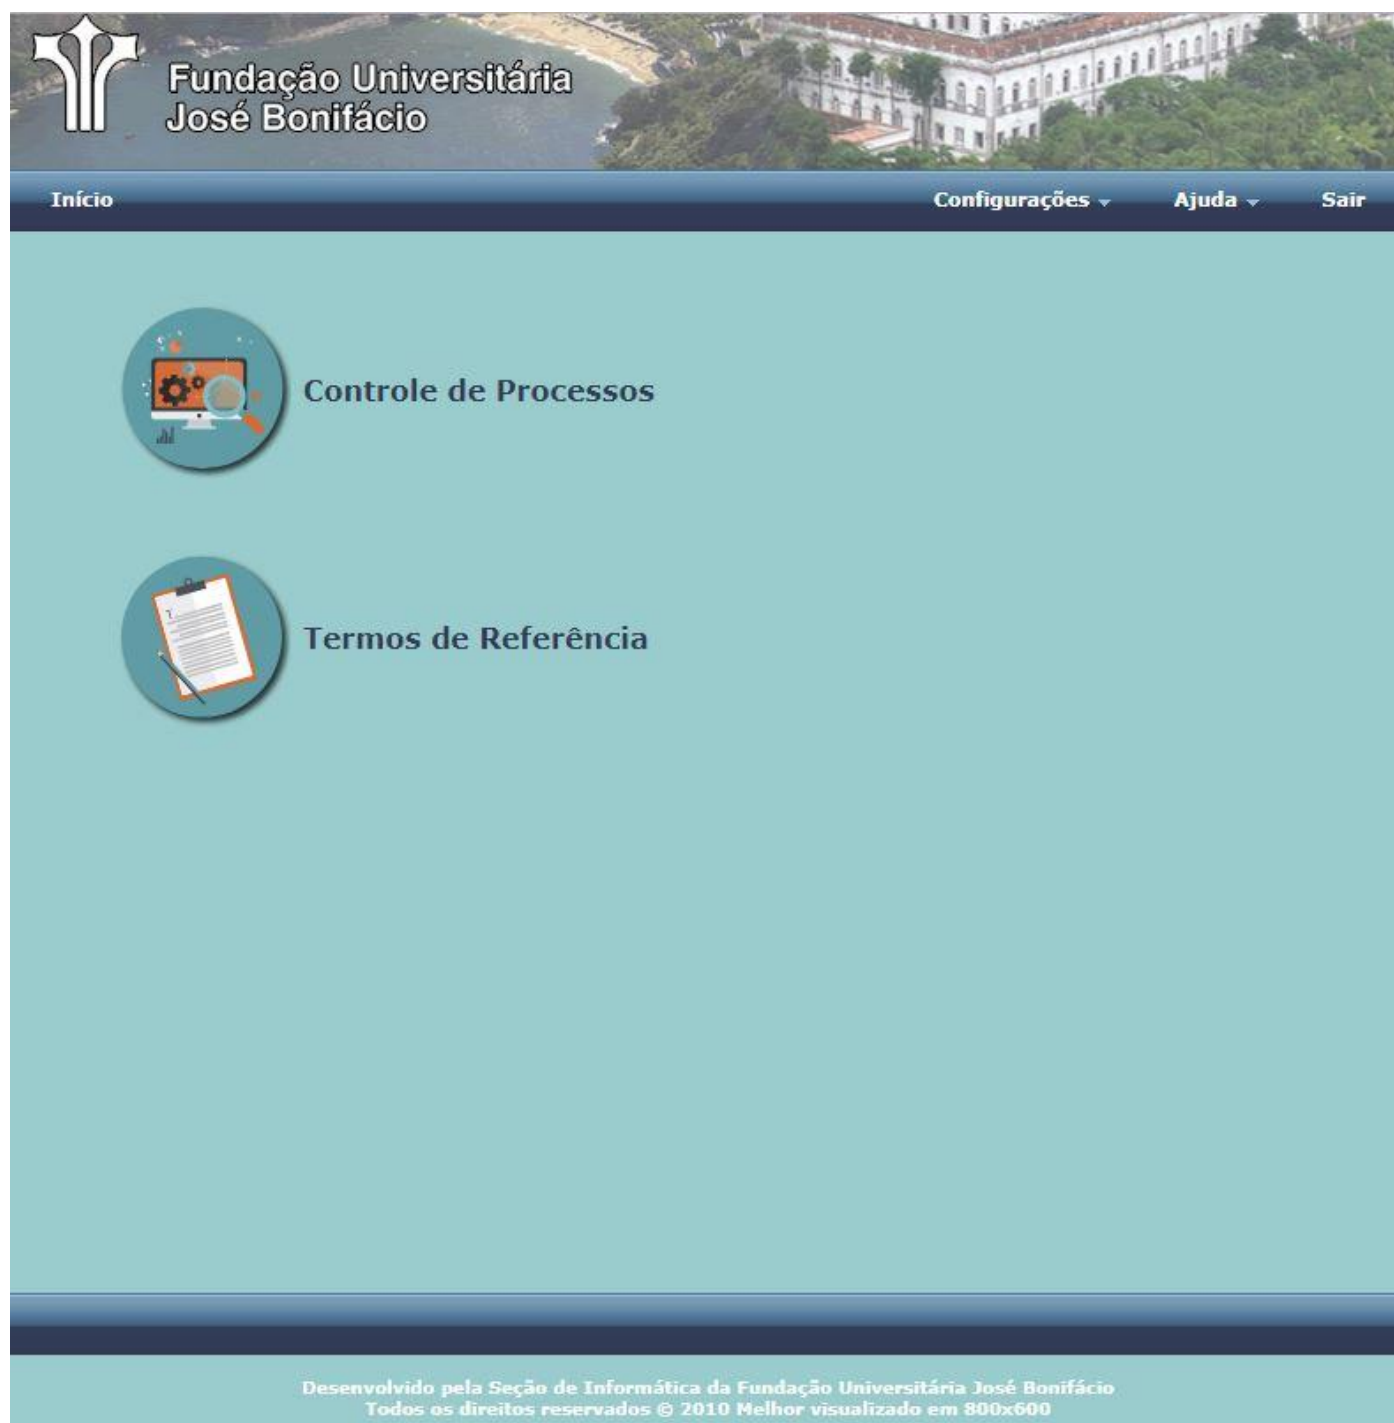 Fundação Universitária
José Bonifácio
Início
Configurações
Ajuda
Sair
Controle de Processos
Termos de Referência
Desenvolvido pela Seção de Informática da Fundação Universitária José Bonifácio
Todos os direitos reservados © 2010 Melhor visualizado em 800x600